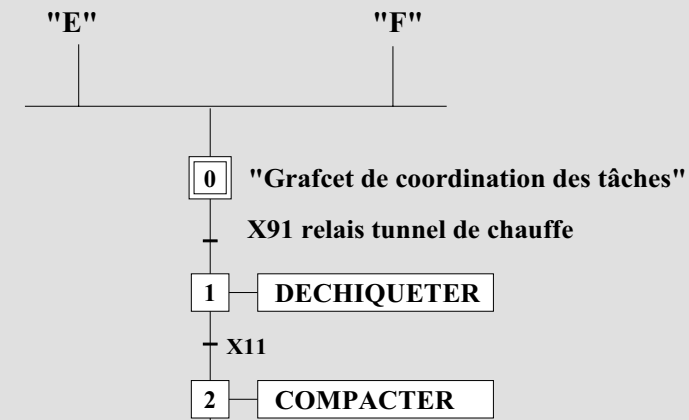 "E" "F"
0 "Grafcet de coordination des tâches"
X91 relais tunnel de chauffe
1 DECHIQUETER
X11
2 COMPACTER